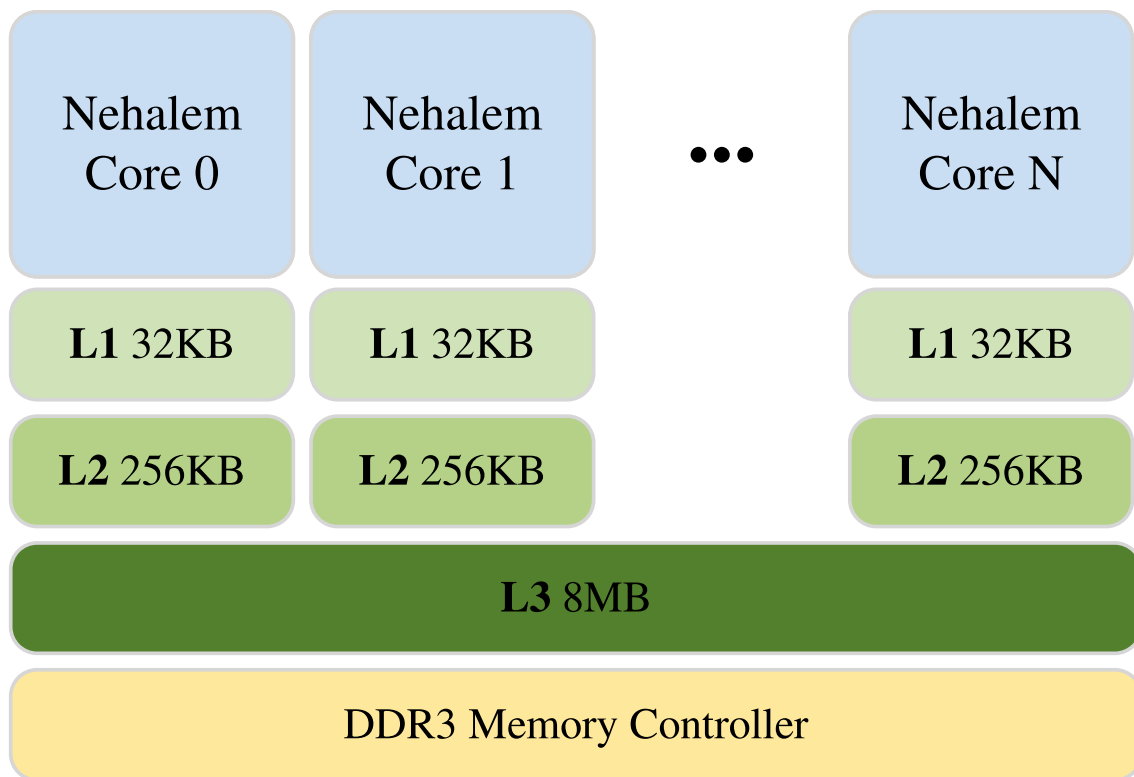 Nehalem
Core 0
Nehalem
Core 1
•••
Nehalem
Core N
L1 32KB
L1 32KB
L1 32KB
L2 256KB
L2 256KB
L2 256KB
L3 8MB
DDR3 Memory Controller